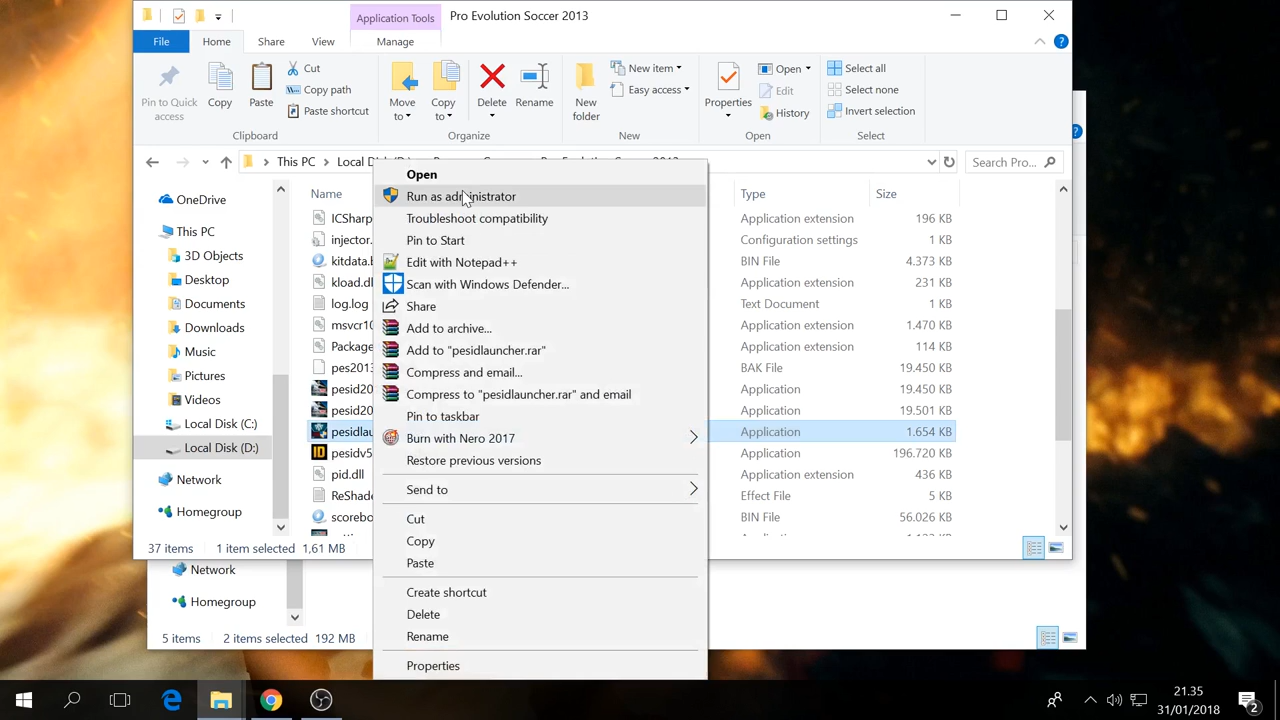 Application Tools
Pro Evolution Soccer 2013
File
Home
Share
View
Manage
Pin to Quick access
Copy
Paste
Cut
Copy path
Paste shortcut
Clipboard
Move to
Copy to
Delete
Rename
Organize
New folder
New item
Easy access
New
Properties
Open
Edit
History
Open
Select all
Select none
Invert selection
Select
This PC
Local
Search Pro...
OneDrive
This PC
3D Objects
Desktop
Documents
Downloads
Music
Pictures
Videos
Local Disk (C:)
Local Disk (D:)
Network
Homegroup
Name
Type
Size
ICSharp
Application extension
196 KB
injector.
Configuration settings
1 KB
kitdata.b
BIN File
4.373 KB
kload.dl
Application extension
231 KB
log.log
Text Document
1 KB
msvcr10
Application extension
1.470 KB
Package
Application extension
114 KB
pes2013
BAK File
19.450 KB
pesid20
Application
19.450 KB
pesid20
Application
19.501 KB
pesidlau
Application
1.654 KB
pesidv5
Application
196.720 KB
pid.dll
Application extension
436 KB
ReShade
Effect File
5 KB
scorebo
BIN File
56.026 KB
Open
Run as administrator
Troubleshoot compatibility
Pin to Start
Edit with Notepad++
Scan with Windows Defender...
Share
Add to archive...
Add to "pesidlauncher.rar"
Compress and email...
Compress to "pesidlauncher.rar" and email
Pin to taskbar
Burn with Nero 2017
Restore previous versions
Send to
Cut
Copy
Paste
Create shortcut
Delete
Rename
Properties
37 items
1 item selected
1,61 MB
Network
Homegroup
5 items
2 items selected
192 MB
21.35
31/01/2018
2